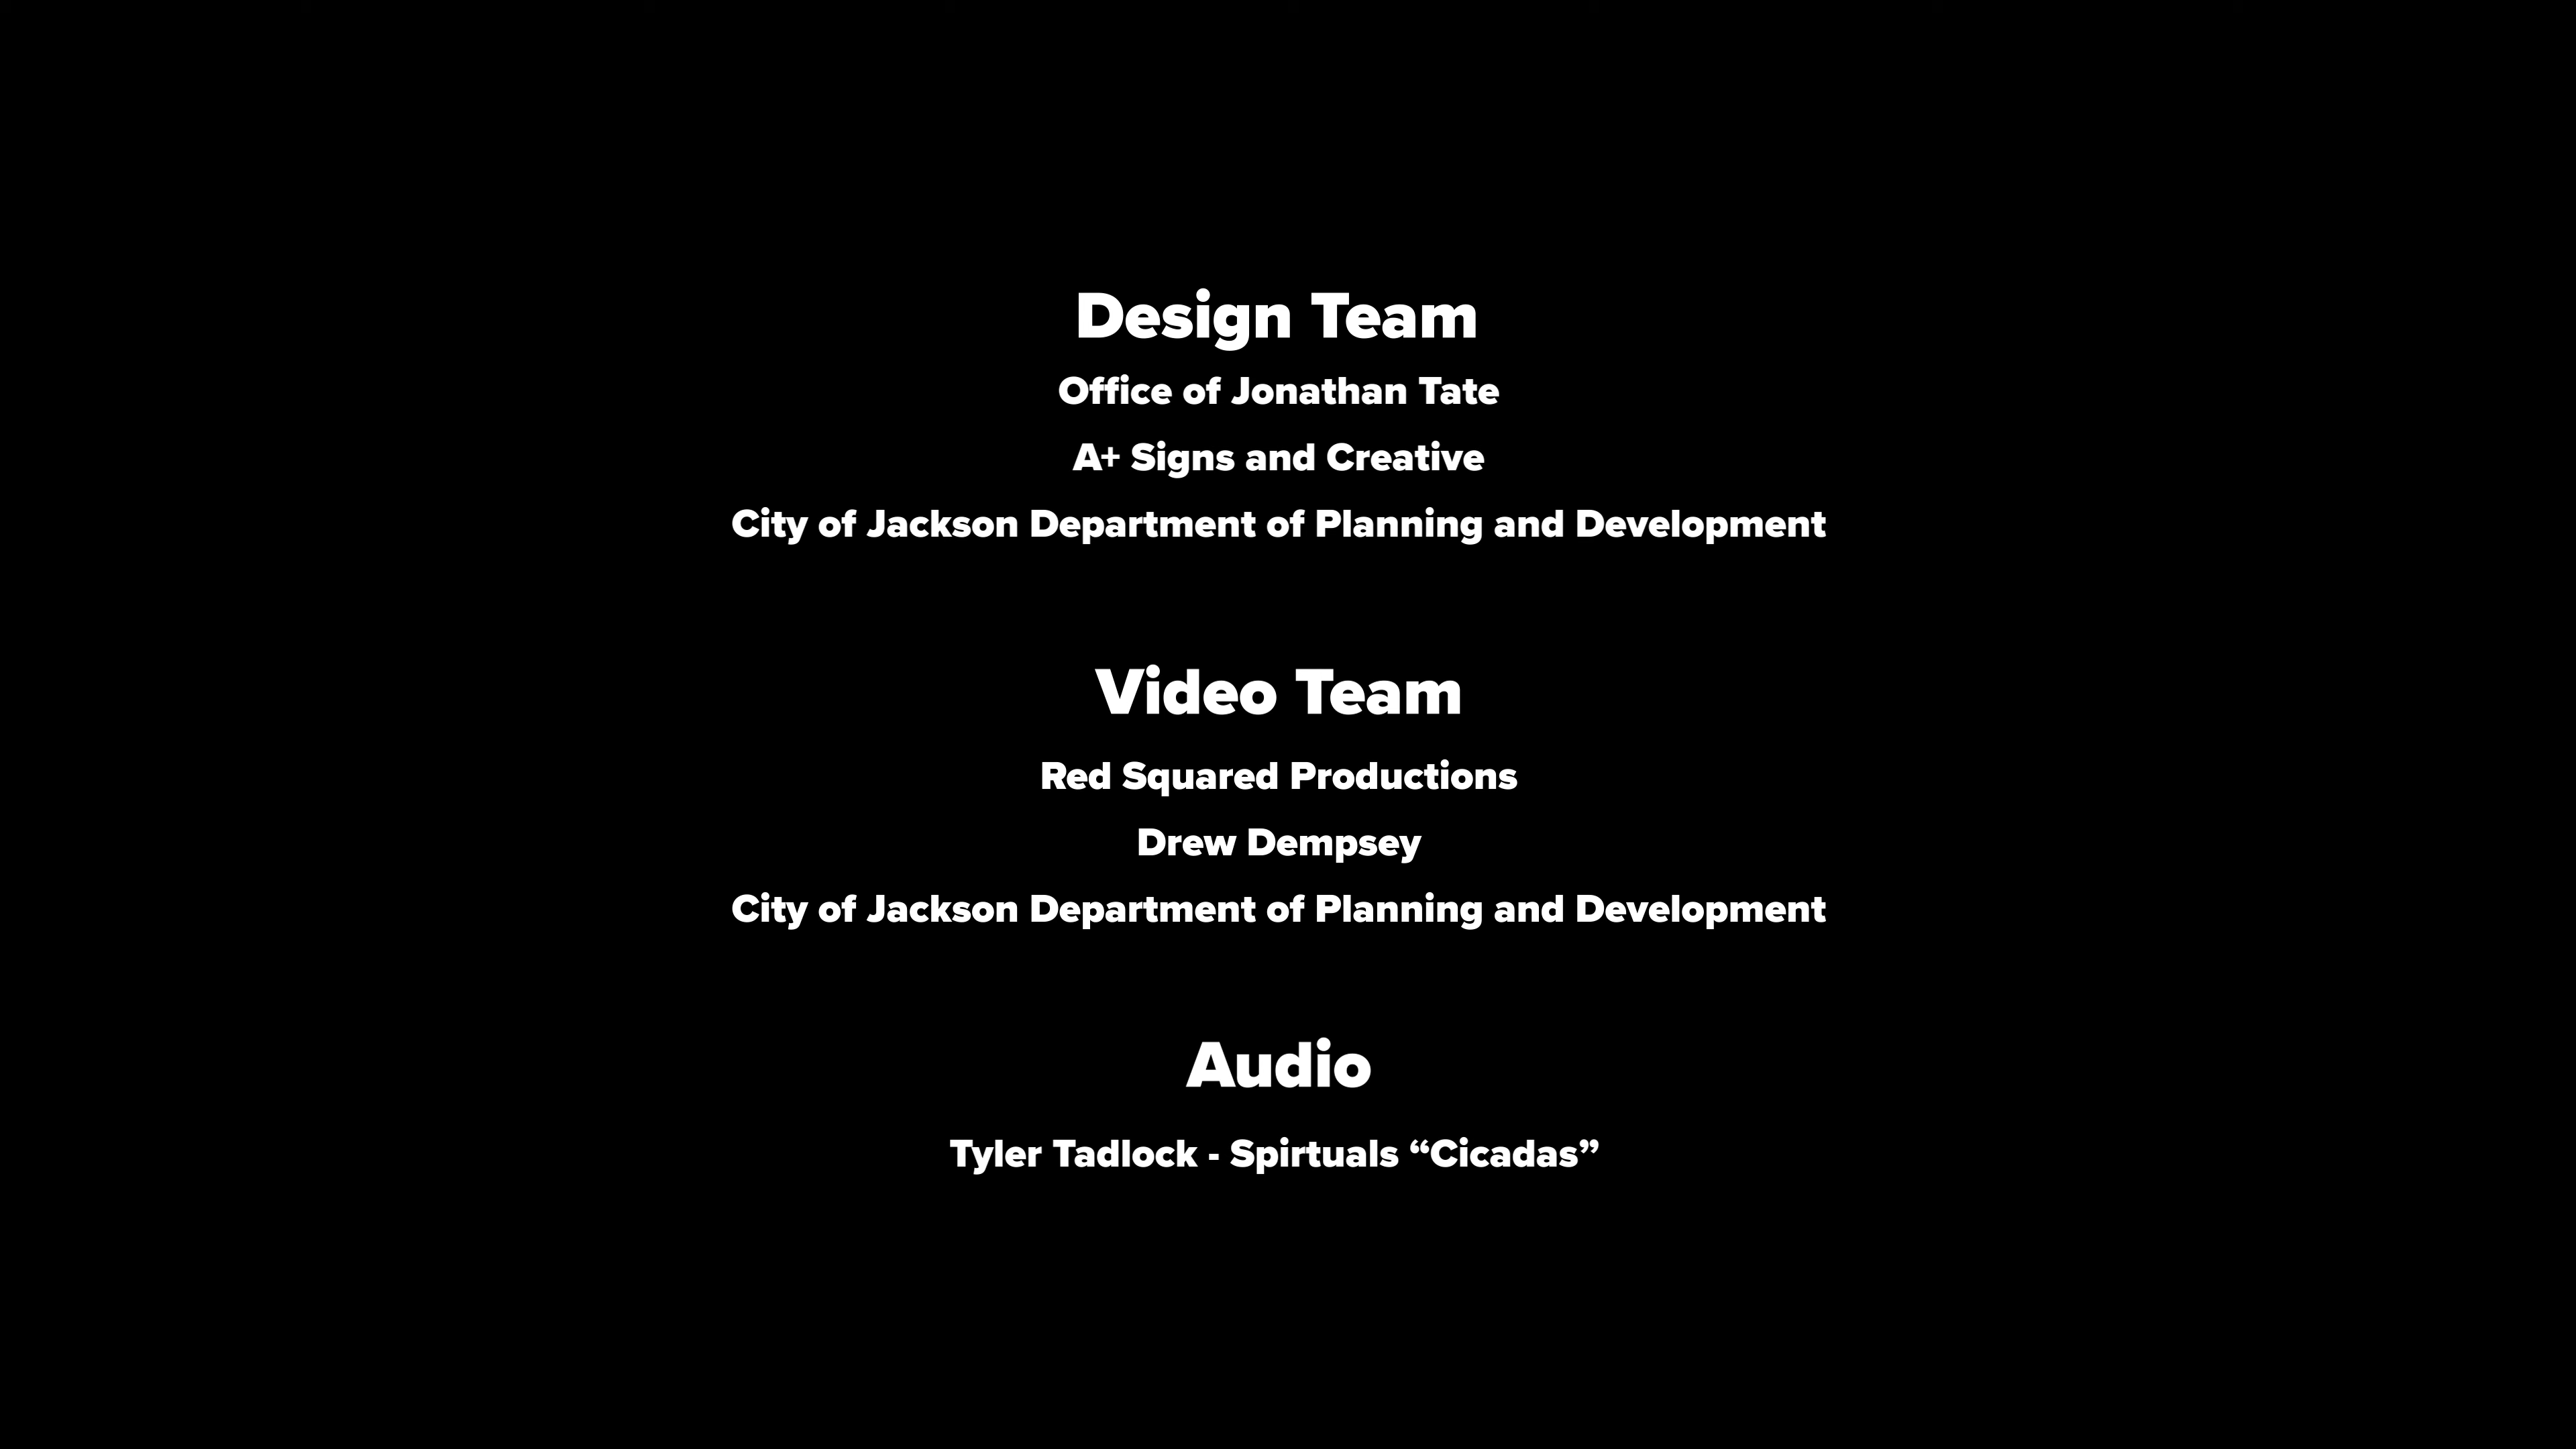 Design Team
Office of Jonathan Tate
A+ Signs and Creative
City of Jackson Department of Planning and Development
Video Team
Red Squared Productions
Drew Dempsey
City of Jackson Department of Planning and Development
Audio
Tyler Tadlock - Spirtuals “Cicadas”